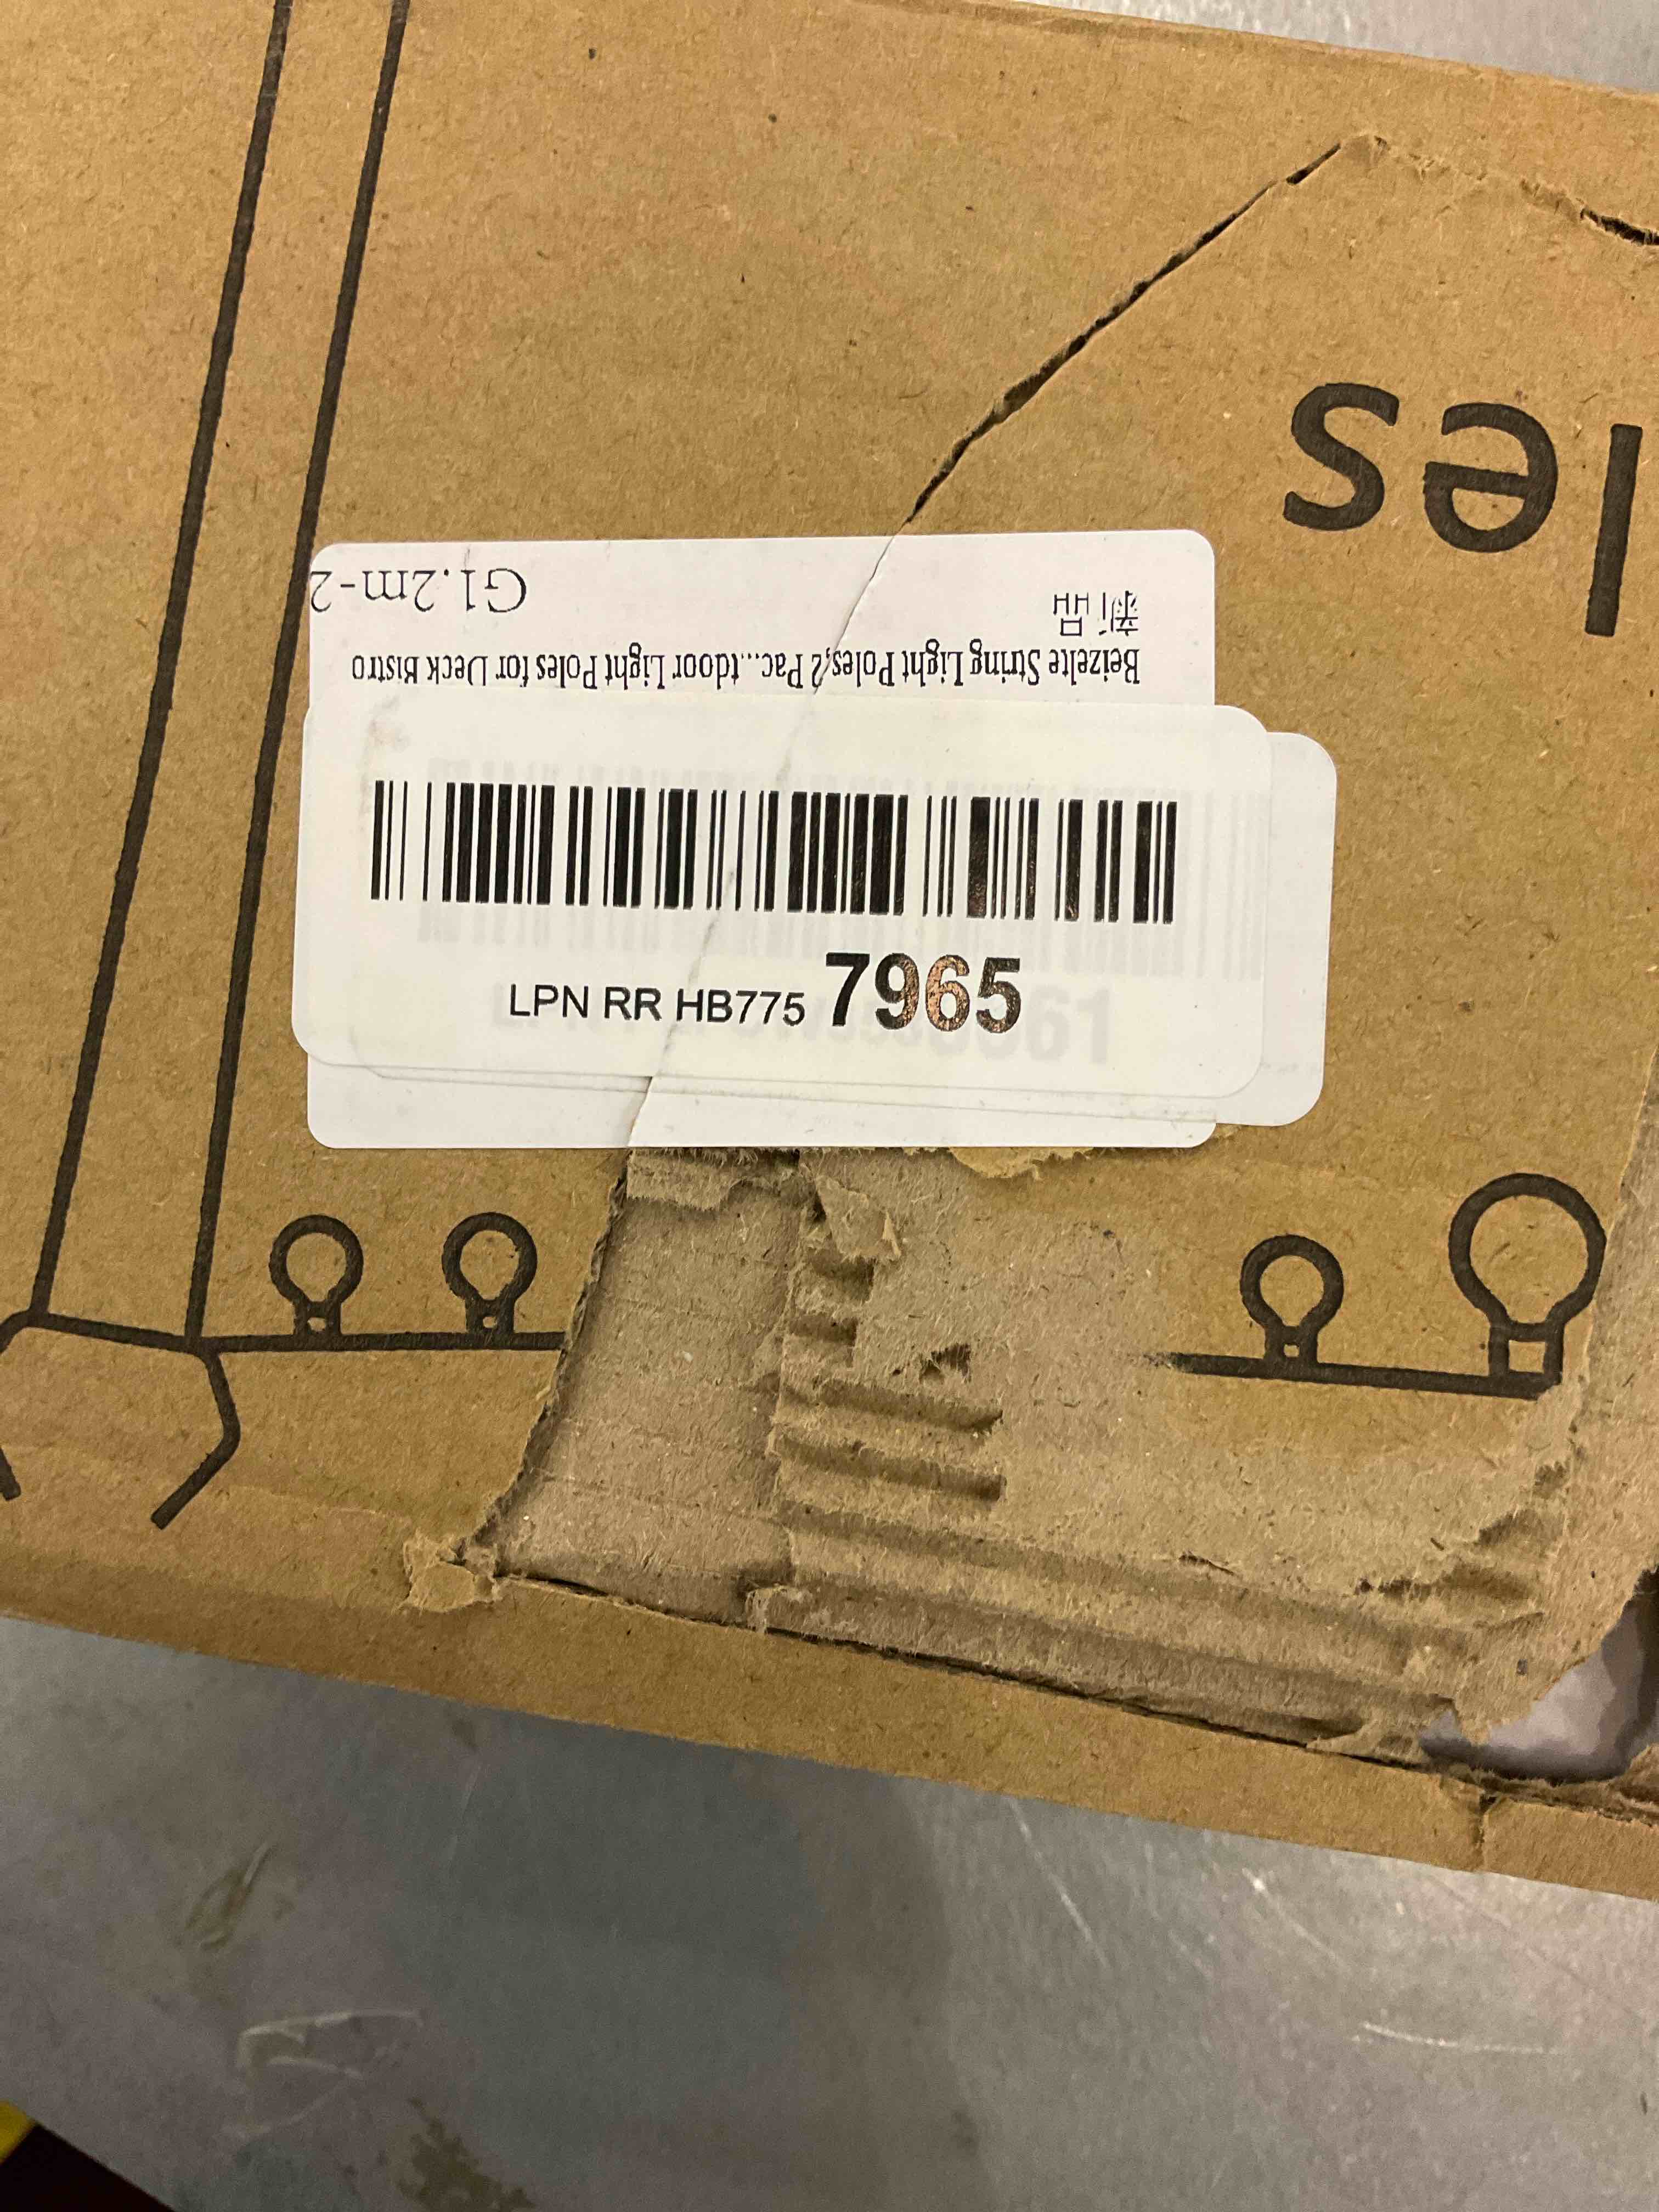 les
Beizelte String Light Poles,2 Pac...tdoor Light Poles for Deck Bistro
新品
G1.2m-2
LPN RR HB775 7965